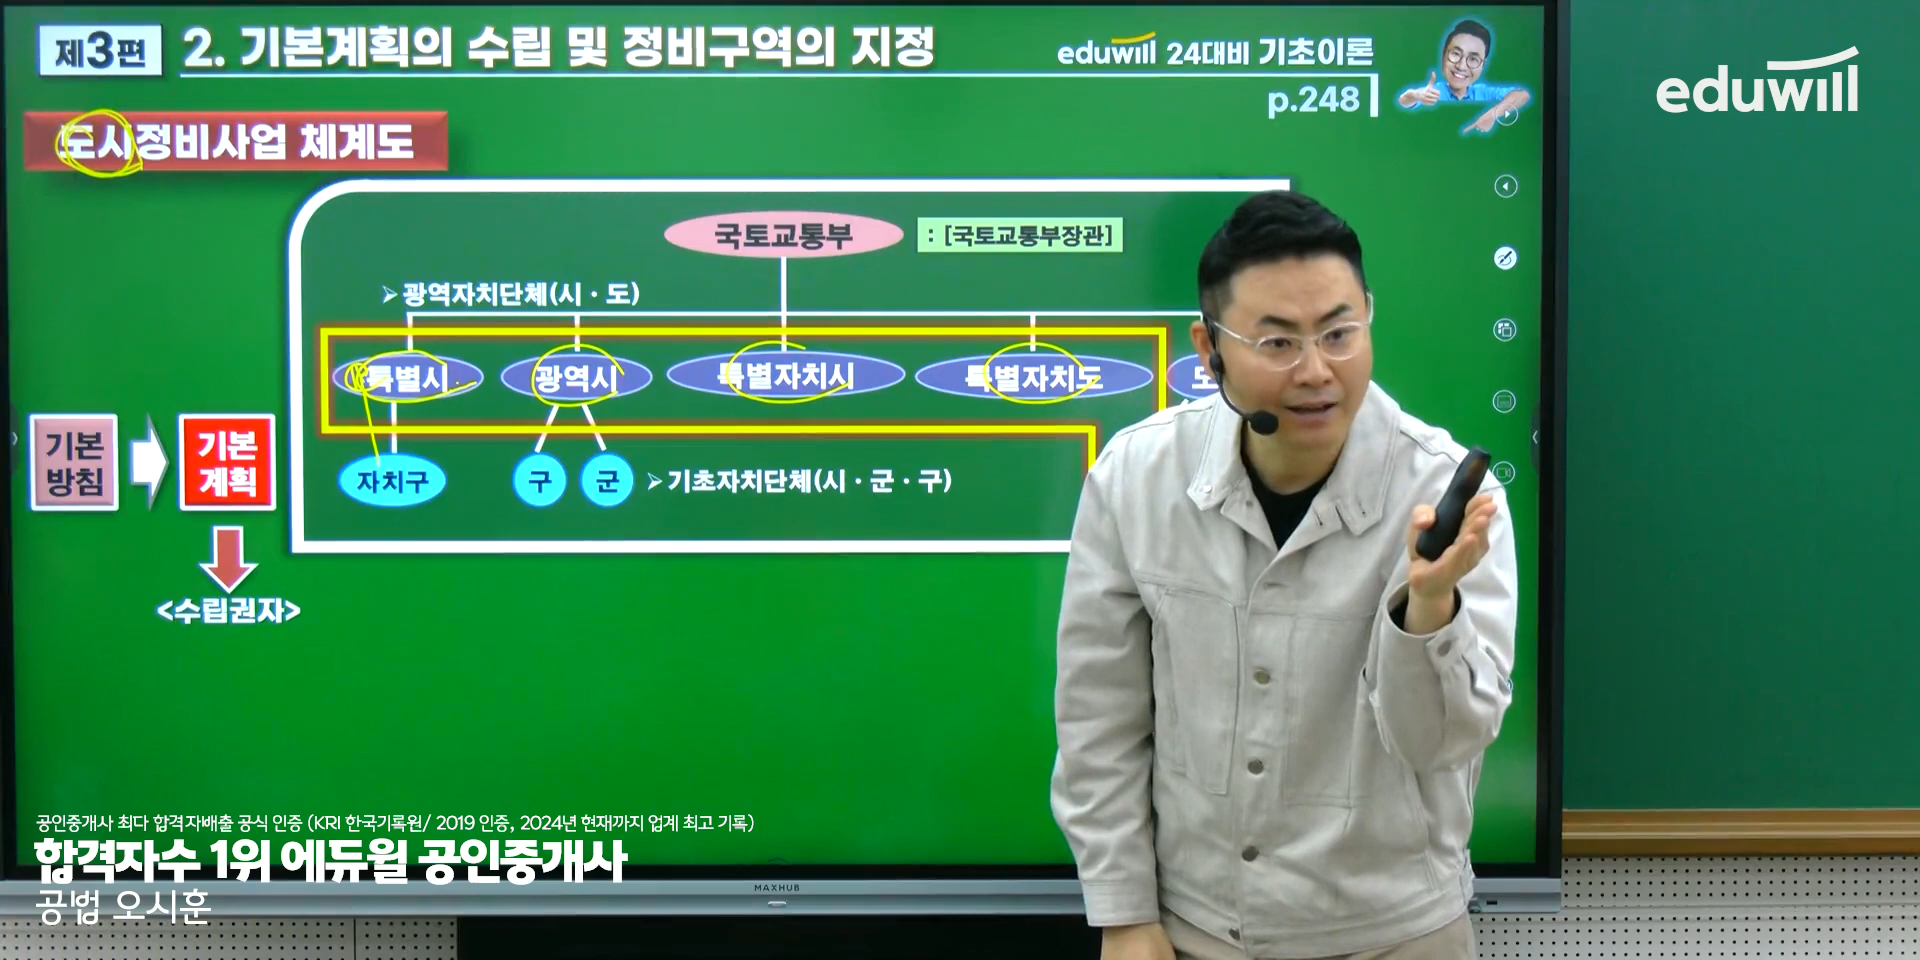 제3편
2. 기본계획의 수립 및 정비구역의 지정
eduwill 24대비 기초이론
p.248
eduwill
도시정비사업 체계도
국토교통부
: [국토교통부장관]
➢광역자치단체(시·도)
특별시
광역시
특별자치시
특별자치도
도
기본
방침
기본
계획
자치구
구
군
➢기초자치단체(시·군·구)
<수립권자>
공인중개사 최다 합격자배출 공식 인증 (KRI 한국기록원/ 2019 인증, 2024년 현재까지 업계 최고 기록)
합격자수 1위 에듀윌 공인중개사
공법 오시훈
MAXHUB